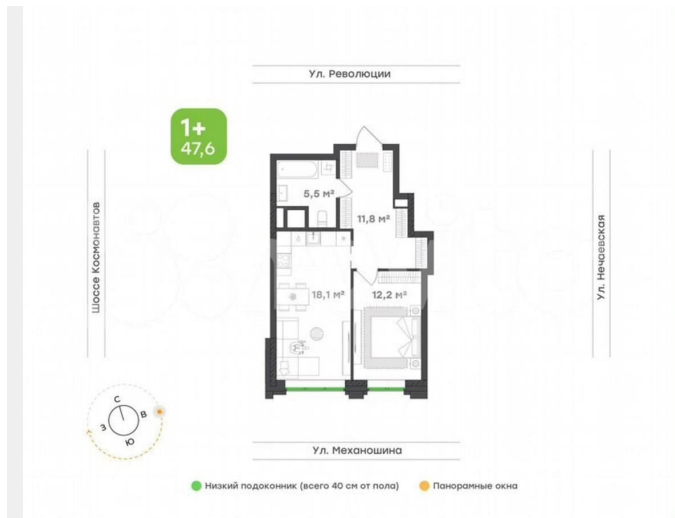 Ул. Революции
1+
47,6
5,5 м²
11,8 м²
Шоссе Космонавтов
Ул. Нечаевская
18,1 м²
12,2 м²
С
В
З
Ю
Ул. Механошина
Низкий подоконник (всего 40 см от пола)
Панорамные окна